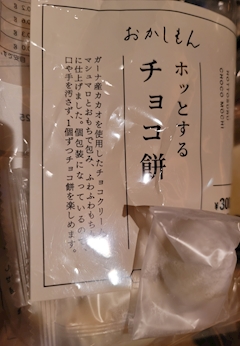 おかしもん
ホッとする
チョコ餅
HOTTOSURU
CHOCO MOCHI
ガーナ産カカオを使用したチョコクリー
マシュマロとおもちで包み、ふわふわもち
に仕上げました。個包装になっているの
口や手を汚さず、1個ずつチョコ餅を楽しめます。